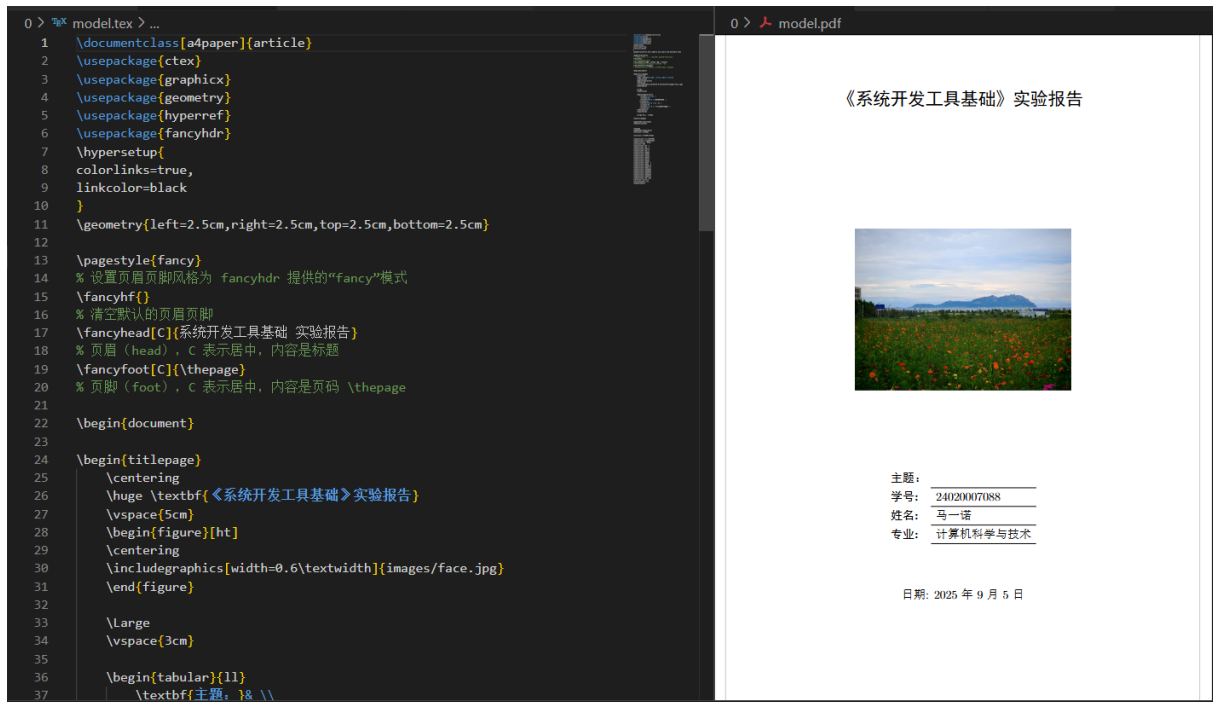 0 > TEX model.tex > ...
1 \documentclass[a4paper]{article}
2 \usepackage{ctex}
3 \usepackage{graphicx}
4 \usepackage{geometry}
5 \usepackage{hyperref}
6 \usepackage{fancyhdr}
7 \hypersetup{
8 colorlinks=true,
9 linkcolor=black
10 }
11 \geometry{left=2.5cm,right=2.5cm,top=2.5cm,bottom=2.5cm}
12
13 \pagestyle{fancy}
14 % 设置页眉页脚风格为 fancyhdr 提供的“fancy”模式
15 \fancyhf{}
16 % 清空默认的页眉页脚
17 \fancyhead[C]{系统开发工具基础 实验报告}
18 % 页眉（head），C 表示居中，内容是标题
19 \fancyfoot[C]{\thepage}
20 % 页脚（foot），C 表示居中，内容是页码 \thepage
21
22 \begin{document}
23
24 \begin{titlepage}
25 \centering
26 \huge \textbf{《系统开发工具基础》实验报告}
27 \vspace{5cm}
28 \begin{figure}[ht]
29 \centering
30 \includegraphics[width=0.6\textwidth]{images/face.jpg}
31 \end{figure}
32
33 \Large
34 \vspace{3cm}
35
36 \begin{tabular}{ll}
37 \textbf{主题：}& \\
0 > model.pdf
《系统开发工具基础》实验报告
主题：
学号： 24020007088
姓名： 马一诺
专业： 计算机科学与技术
日期: 2025 年 9 月 5 日